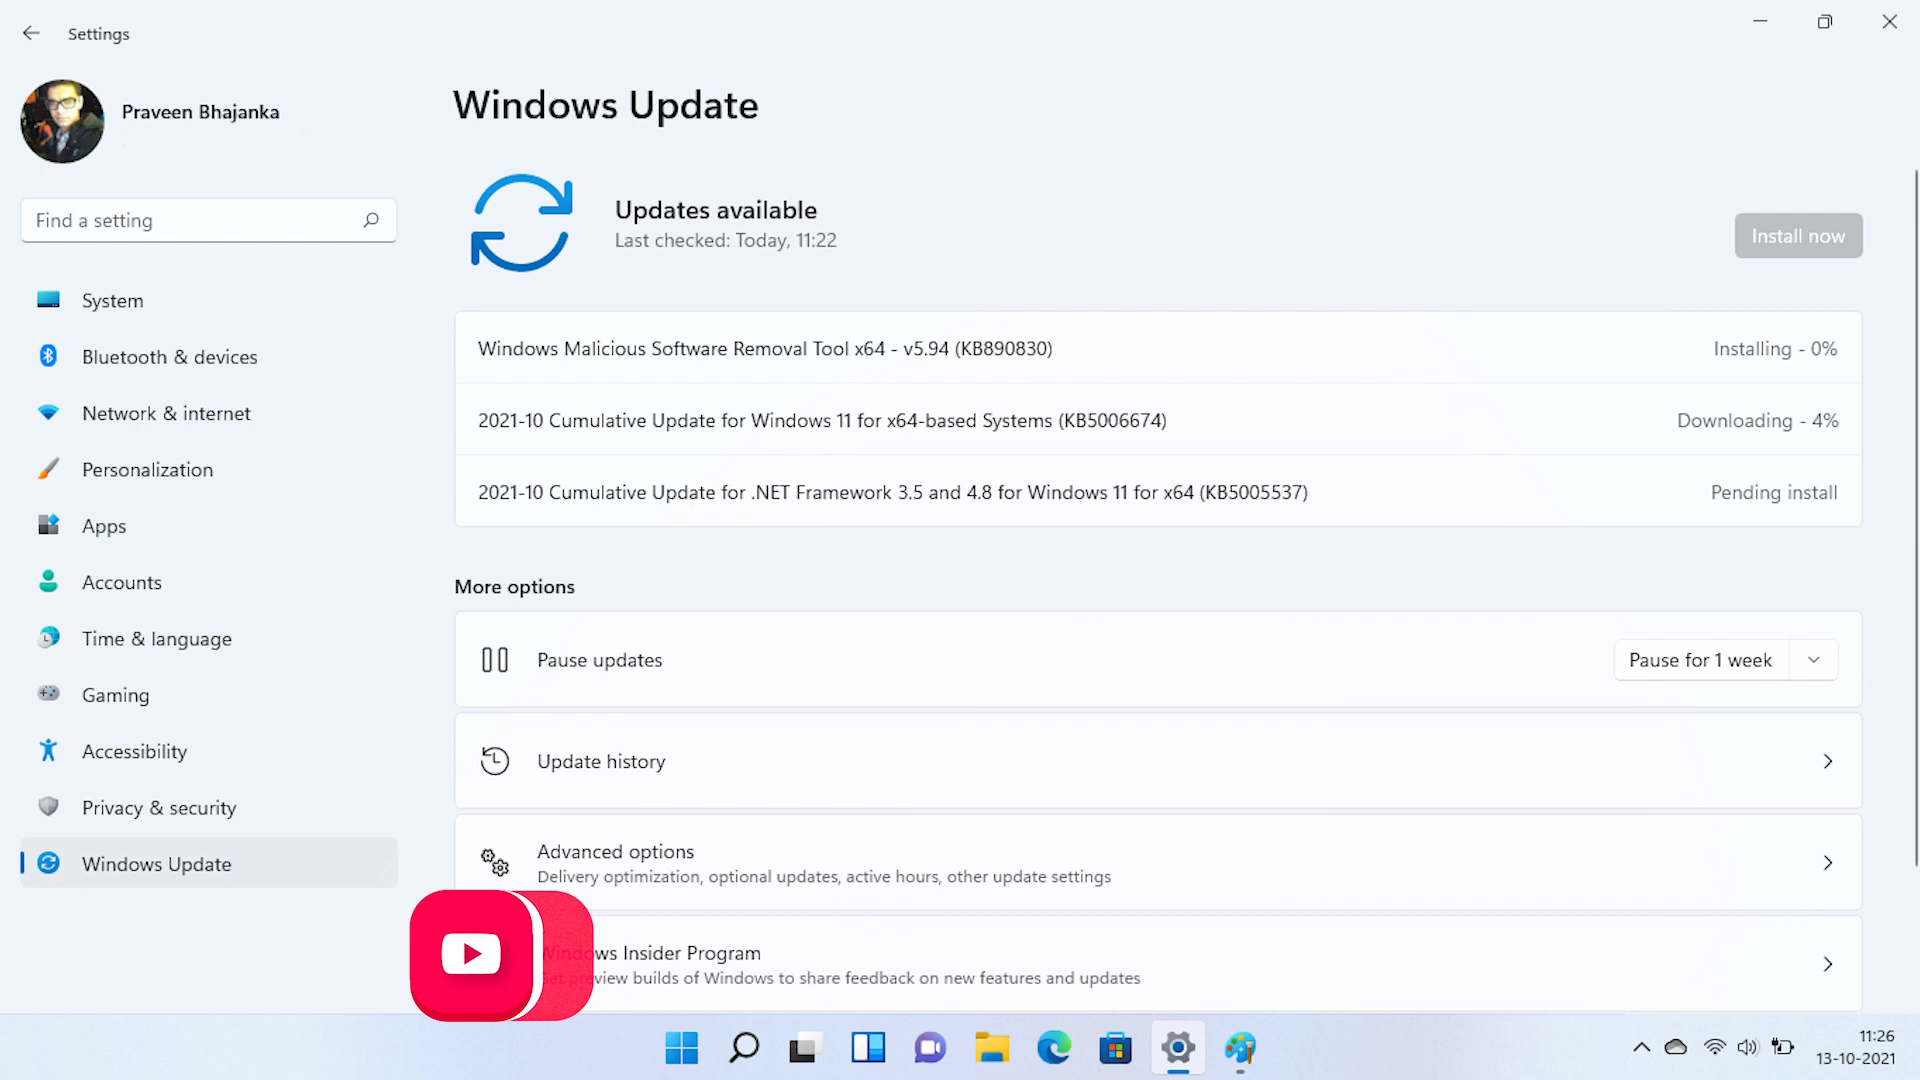 Settings
Praveen Bhajanka
Find a setting
System
Bluetooth & devices
Network & internet
Personalization
Apps
Accounts
Time & language
Gaming
Accessibility
Privacy & security
Windows Update
Windows Update
Updates available
Last checked: Today, 11:22
Install now
Windows Malicious Software Removal Tool x64 - v5.94 (KB890830)
Installing - 0%
2021-10 Cumulative Update for Windows 11 for x64-based Systems (KB5006674)
Downloading - 4%
2021-10 Cumulative Update for .NET Framework 3.5 and 4.8 for Windows 11 for x64 (KB5005537)
Pending install
More options
Pause updates
Pause for 1 week
Update history
Advanced options
Delivery optimization, optional updates, active hours, other update settings
Windows Insider Program
Get preview builds of Windows to share feedback on new features and updates
11:26
13-10-2021